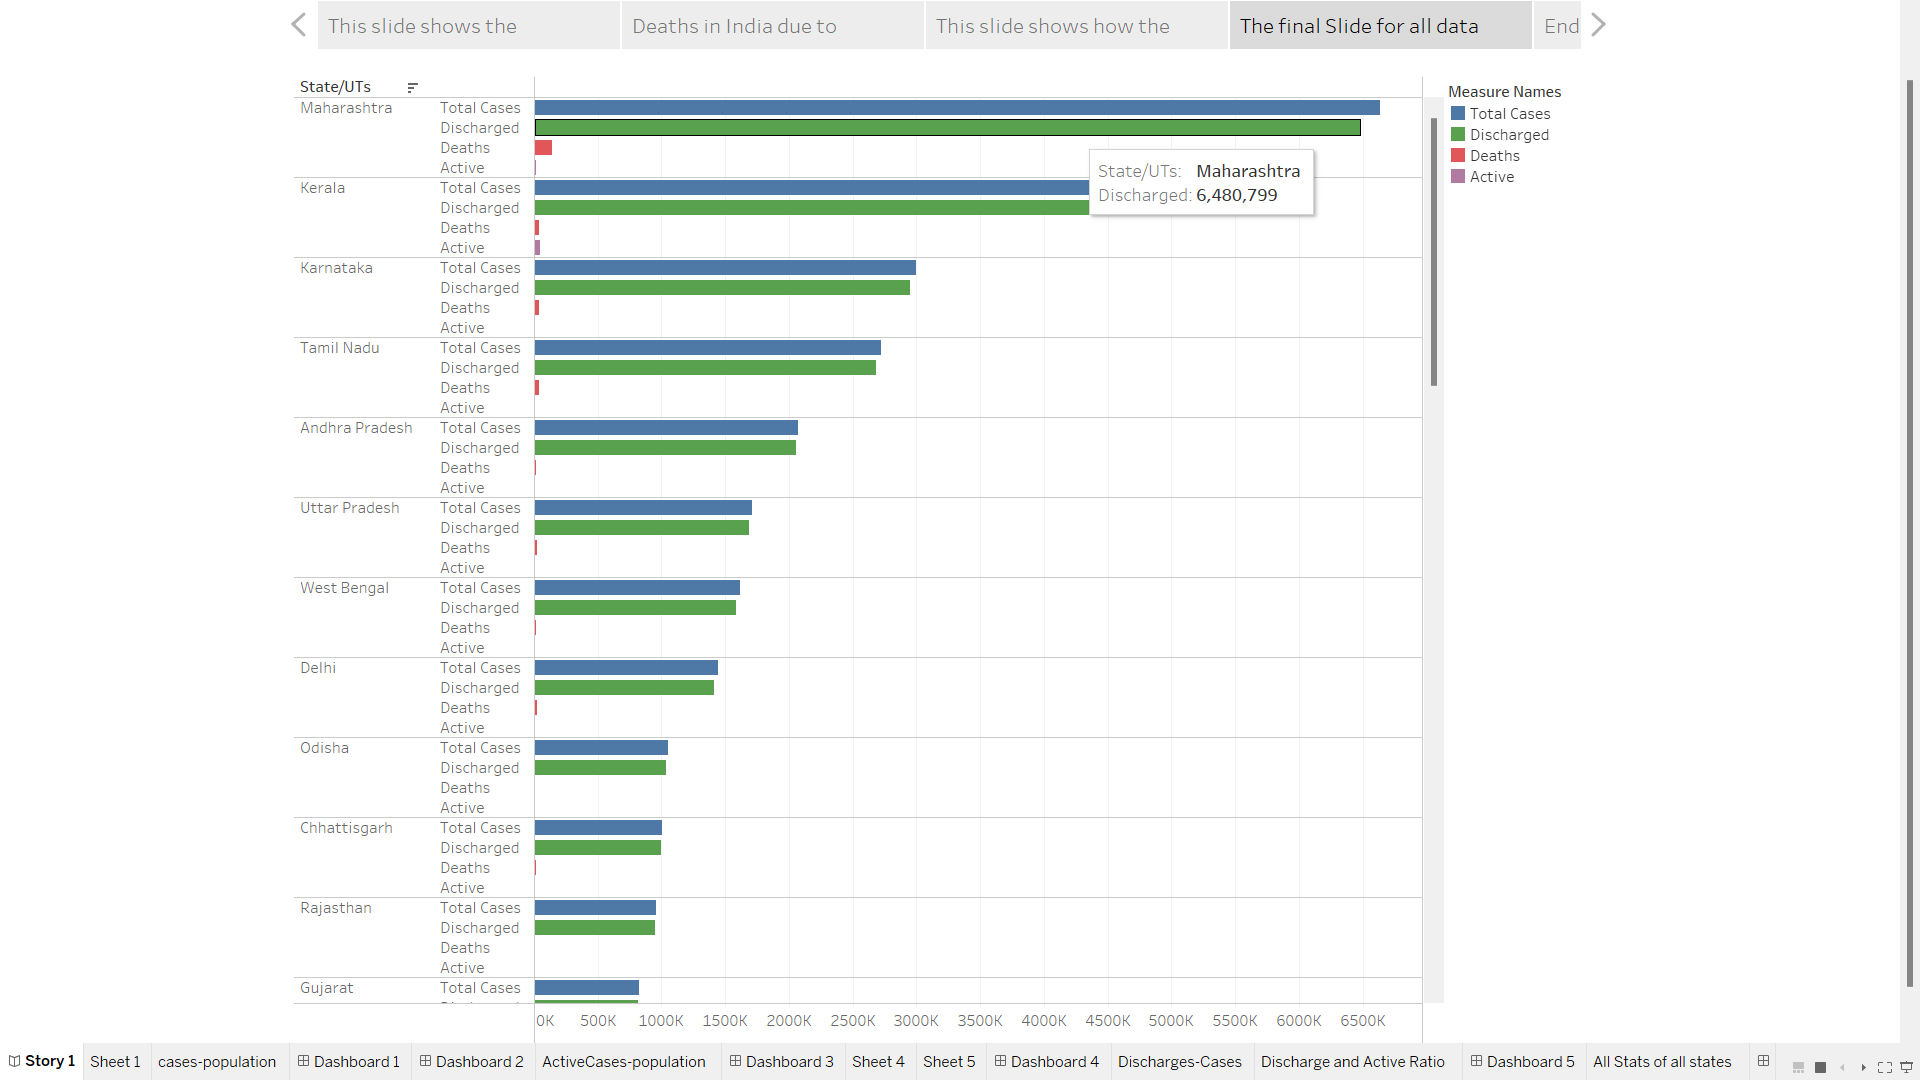 This slide shows the
Deaths in India due to
This slide shows how the
The final Slide for all data
End
State/UTs
Maharashtra
Total Cases
Discharged
Deaths
Active
Kerala
Total Cases
Discharged
Deaths
Active
Karnataka
Total Cases
Discharged
Deaths
Active
Tamil Nadu
Total Cases
Discharged
Deaths
Active
Andhra Pradesh
Total Cases
Discharged
Deaths
Active
Uttar Pradesh
Total Cases
Discharged
Deaths
Active
West Bengal
Total Cases
Discharged
Deaths
Active
Delhi
Total Cases
Discharged
Deaths
Active
Odisha
Total Cases
Discharged
Deaths
Active
Chhattisgarh
Total Cases
Discharged
Deaths
Active
Rajasthan
Total Cases
Discharged
Deaths
Active
Gujarat
Total Cases
State/UTs: Maharashtra
Discharged: 6,480,799
0K 500K 1000K 1500K 2000K 2500K 3000K 3500K 4000K 4500K 5000K 5500K 6000K 6500K
Measure Names
Total Cases
Discharged
Deaths
Active
Story 1
Sheet 1
cases-population
Dashboard 1
Dashboard 2
ActiveCases-population
Dashboard 3
Sheet 4
Sheet 5
Dashboard 4
Discharges-Cases
Discharge and Active Ratio
Dashboard 5
All Stats of all states